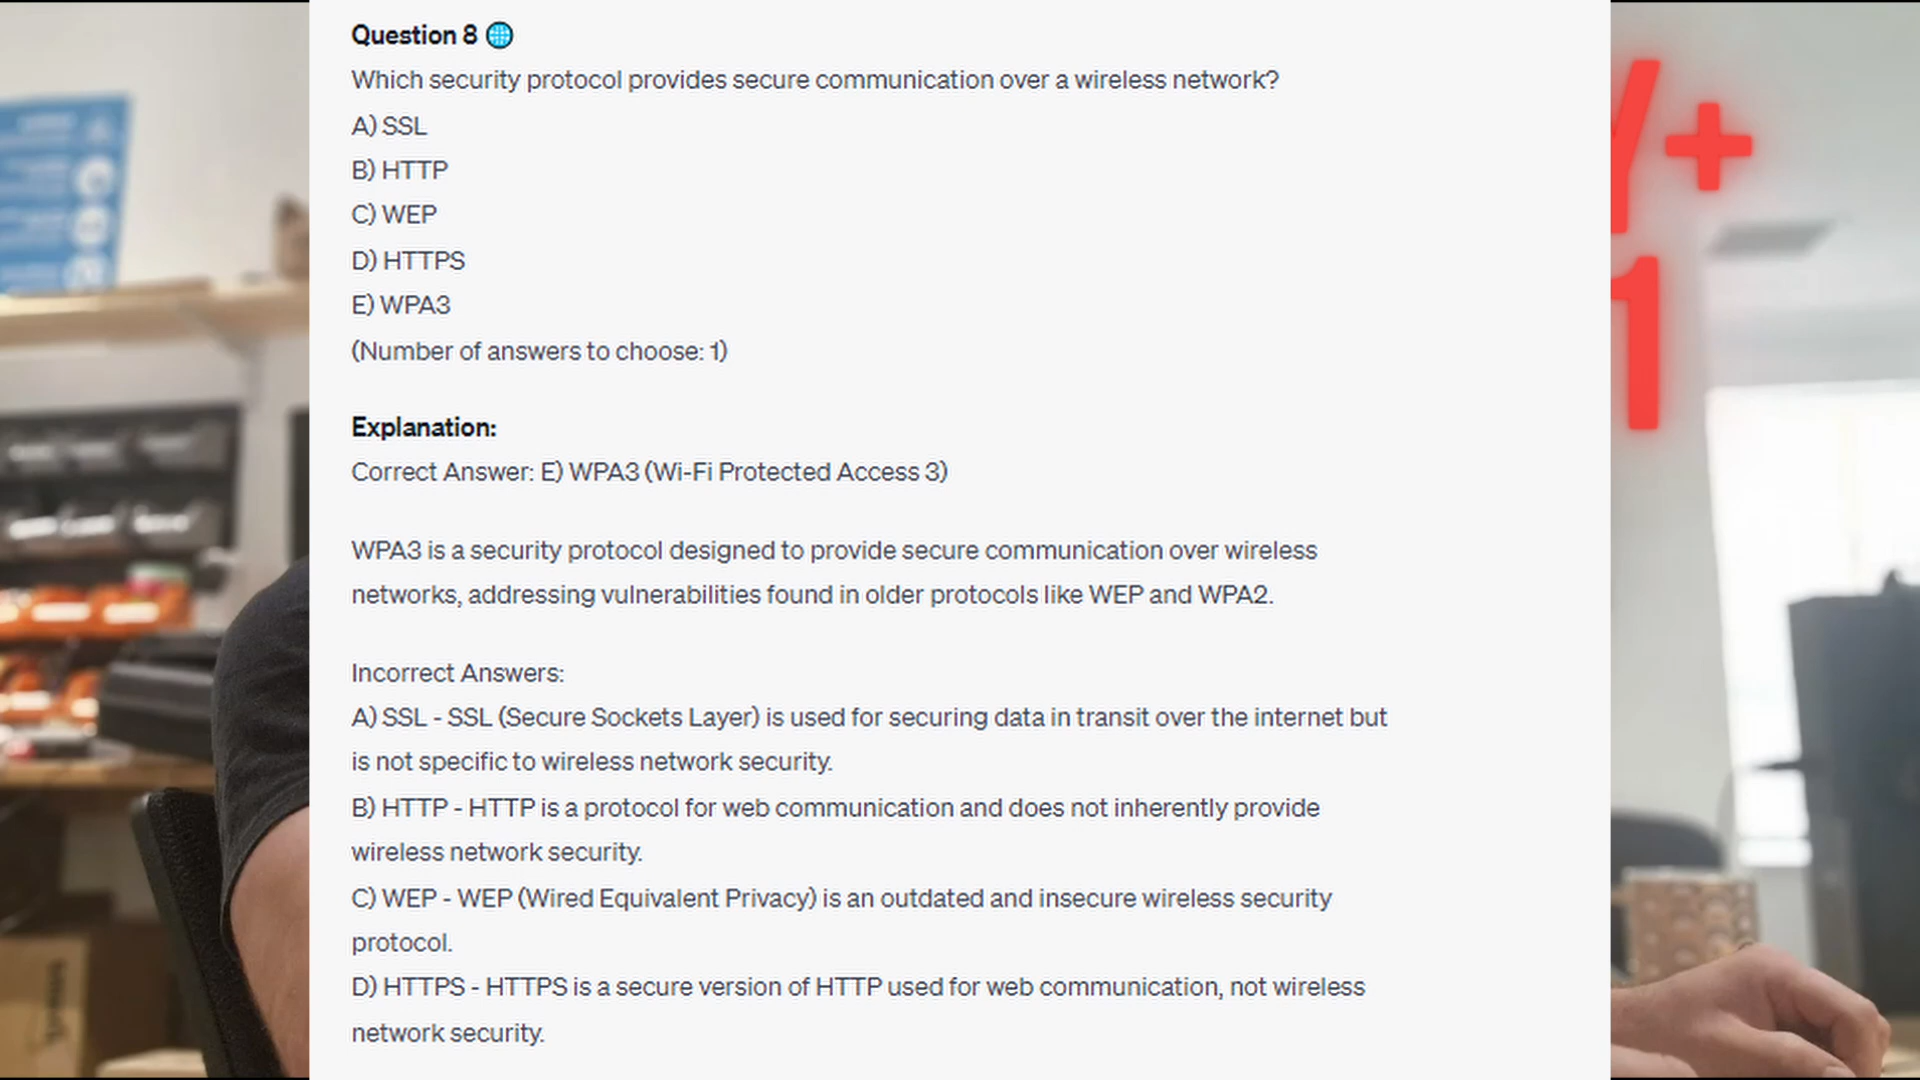 Question 8 🌐
Which security protocol provides secure communication over a wireless network?
A) SSL
B) HTTP
C) WEP
D) HTTPS
E) WPA3
(Number of answers to choose: 1)
Explanation:
Correct Answer: E) WPA3 (Wi-Fi Protected Access 3)
WPA3 is a security protocol designed to provide secure communication over wireless
networks, addressing vulnerabilities found in older protocols like WEP and WPA2.
Incorrect Answers:
A) SSL - SSL (Secure Sockets Layer) is used for securing data in transit over the internet but
is not specific to wireless network security.
B) HTTP - HTTP is a protocol for web communication and does not inherently provide
wireless network security.
C) WEP - WEP (Wired Equivalent Privacy) is an outdated and insecure wireless security
protocol.
D) HTTPS - HTTPS is a secure version of HTTP used for web communication, not wireless
network security.
+
1